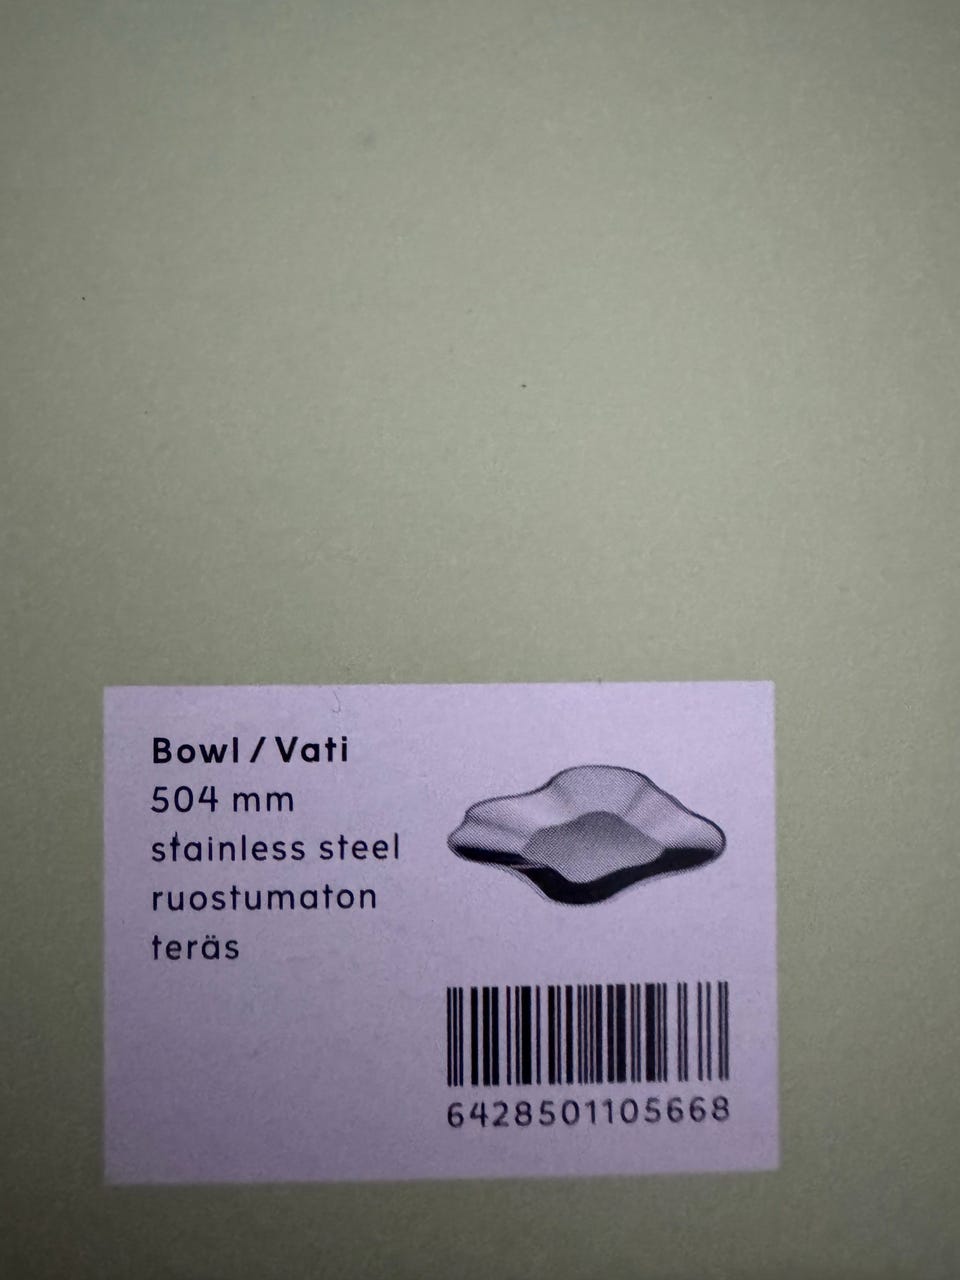 Bowl / Vati
504 mm
stainless steel
ruostumaton
teräs
6428501105668